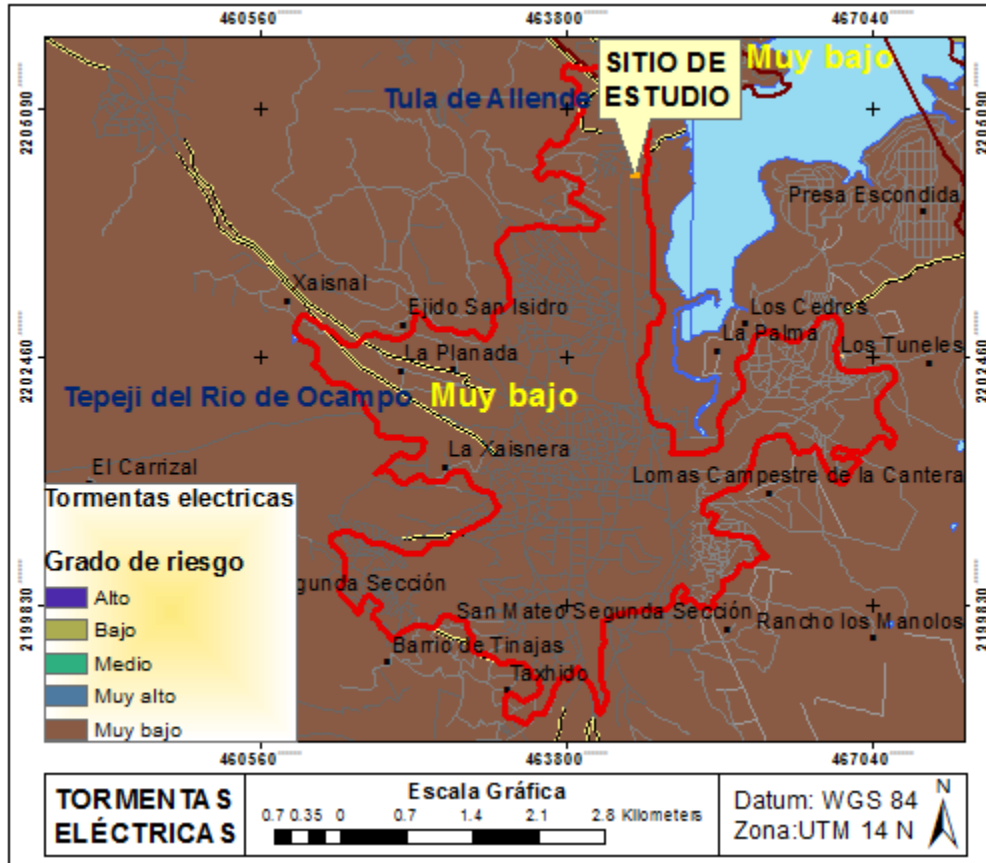 460560
463800
467040
2205090
2205090
2202460
2202460
2199830
2199830
SITIO DE
ESTUDIO
Muy bajo
Tula de Allende
Presa Escondida
Xaisnal
Ejido San Isidro
Los Cedros
La Palma
Los Tuneles
La Planada
Tepeji del Rio de Ocampo
Muy bajo
La Xaisnera
Lomas Campestre de la Cantera
El Carrizal
gunda Sección
San Mateo Segunda Sección
Rancho los Manolos
Barrio de Tinajas
Taxhido
Tormentas electricas
Grado de riesgo
Alto
Bajo
Medio
Muy alto
Muy bajo
460560
463800
467040
TORMENTAS
ELÉCTRICAS
Escala Gráfica
0.7 0.35 0 0.7 1.4 2.1 2.8 Kilometers
Datum: WGS 84
Zona:UTM 14 N
N